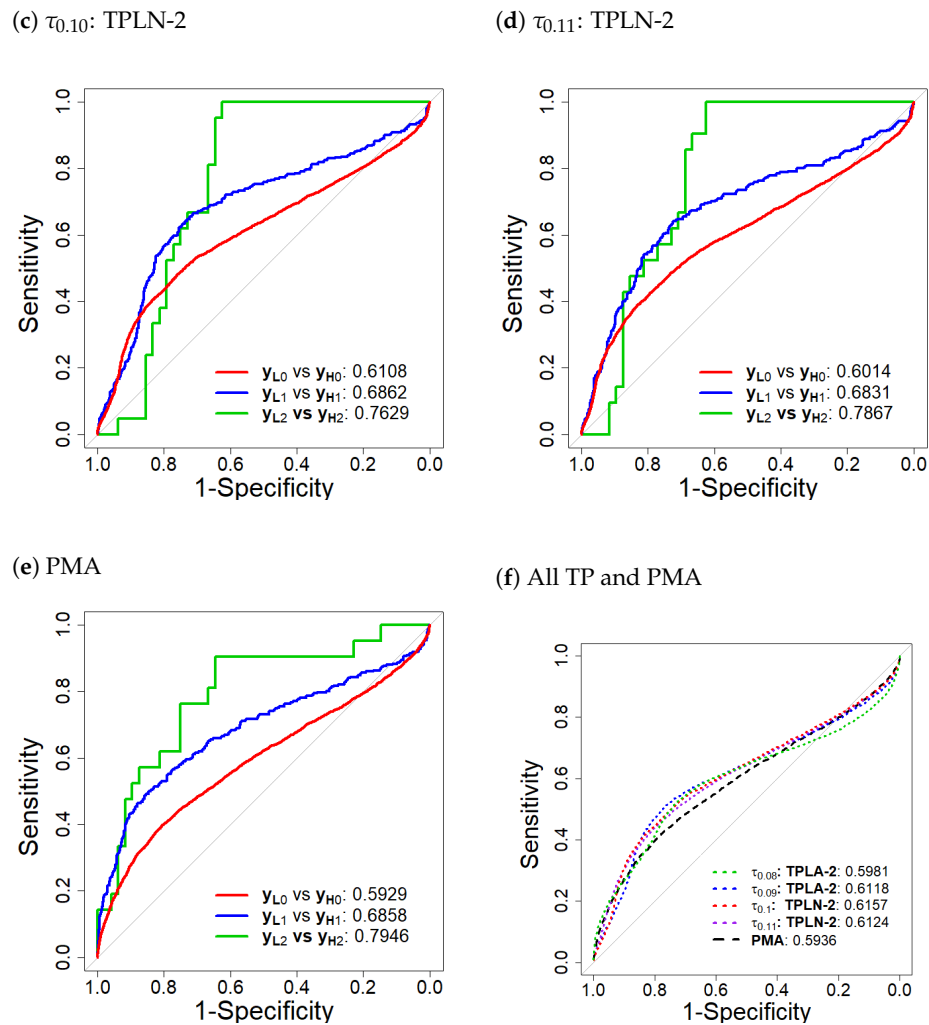 (c) τ0.10: TPLN-2
1.0
0.8
0.6
0.4
0.2
0.0
Sensitivity
yL0 vs yH0: 0.6108
yL1 vs yH1: 0.6862
yL2 vs yH2: 0.7629
1.0 0.8 0.6 0.4 0.2 0.0
1-Specificity
(d) τ0.11: TPLN-2
1.0
0.8
0.6
0.4
0.2
0.0
Sensitivity
yL0 vs yH0: 0.6014
yL1 vs yH1: 0.6831
yL2 vs yH2: 0.7867
1.0 0.8 0.6 0.4 0.2 0.0
1-Specificity
(e) PMA
1.0
0.8
0.6
0.4
0.2
0.0
Sensitivity
yL0 vs yH0: 0.5929
yL1 vs yH1: 0.6858
yL2 vs yH2: 0.7946
1.0 0.8 0.6 0.4 0.2 0.0
1-Specificity
(f) All TP and PMA
1.0
0.8
0.6
0.4
0.2
0.0
Sensitivity
τ0.08: TPLA-2: 0.5981
τ0.09: TPLA-2: 0.6118
τ0.1: TPLN-2: 0.6157
τ0.11: TPLN-2: 0.6124
PMA: 0.5936
1.0 0.8 0.6 0.4 0.2 0.0
1-Specificity